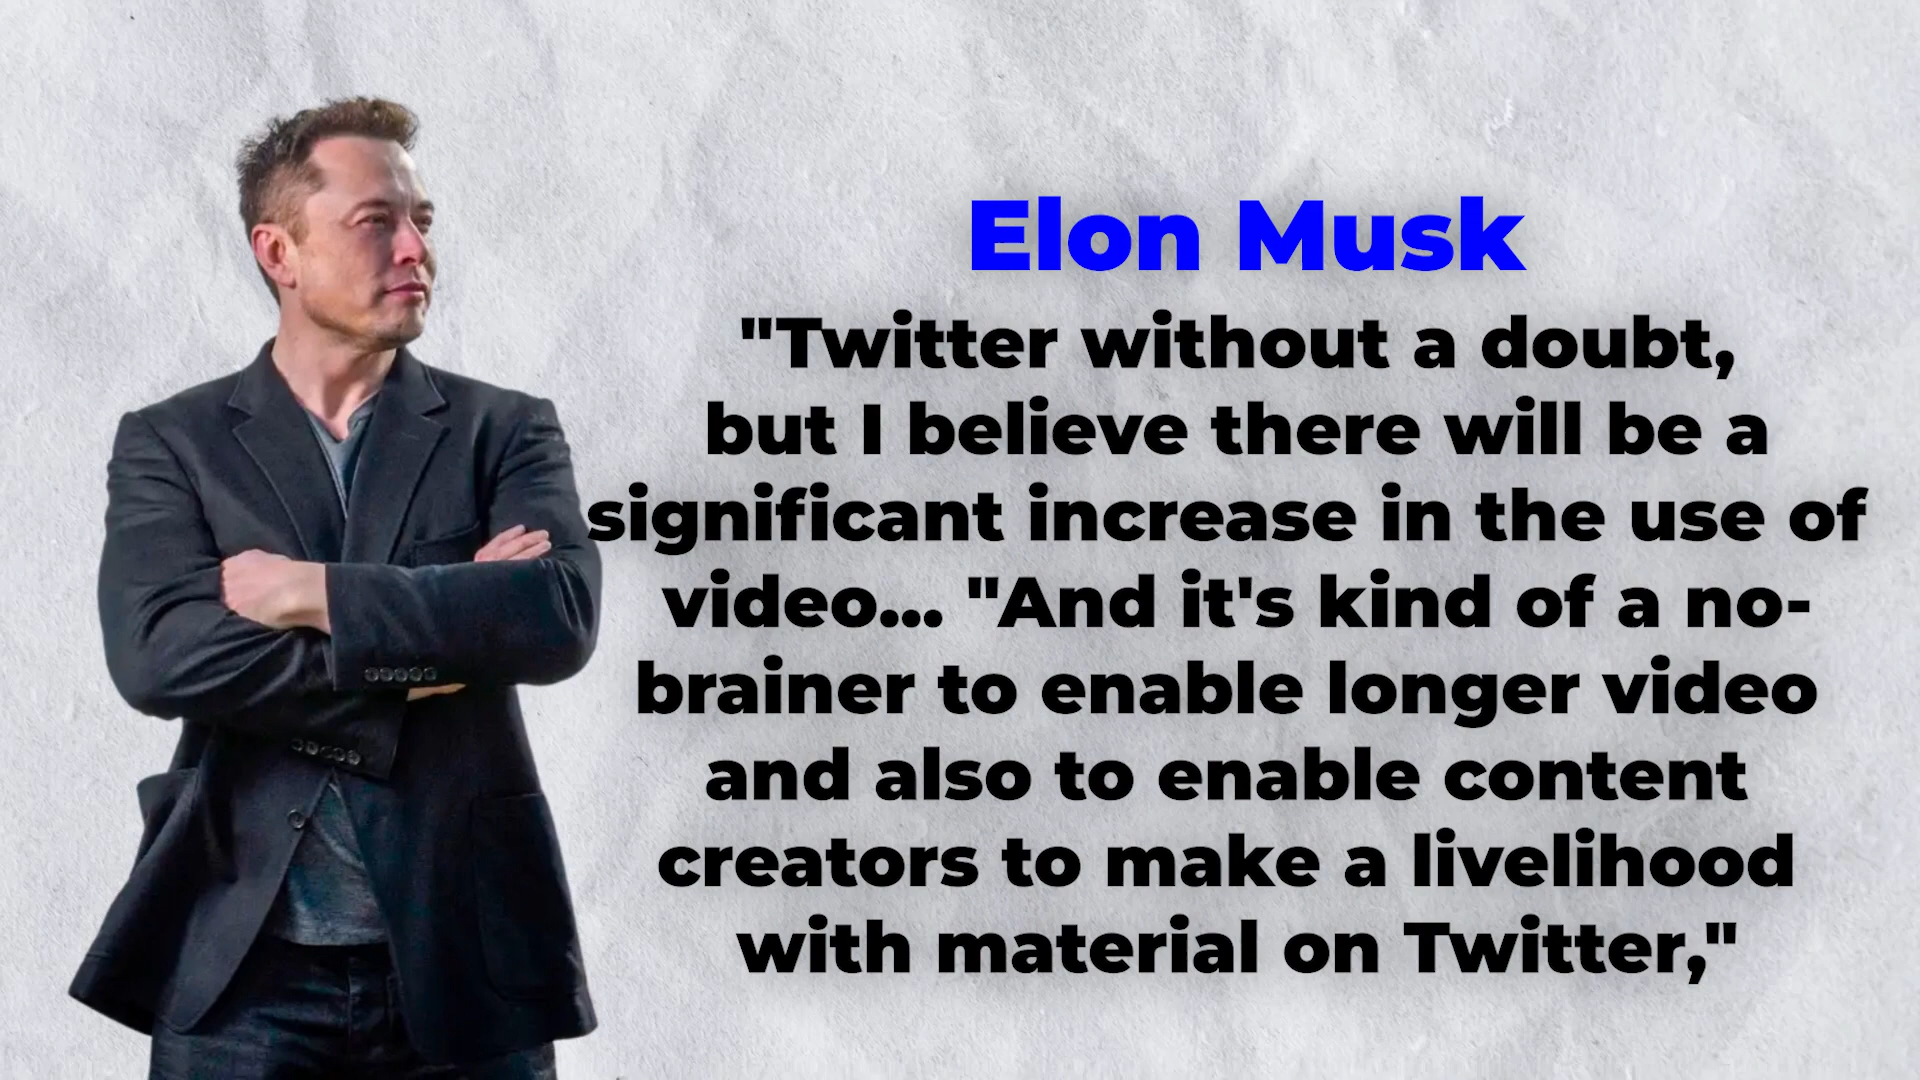 Elon Musk
"Twitter without a doubt,
but I believe there will be a
significant increase in the use of
video... "And it's kind of a no-
brainer to enable longer video
and also to enable content
creators to make a livelihood
with material on Twitter,"